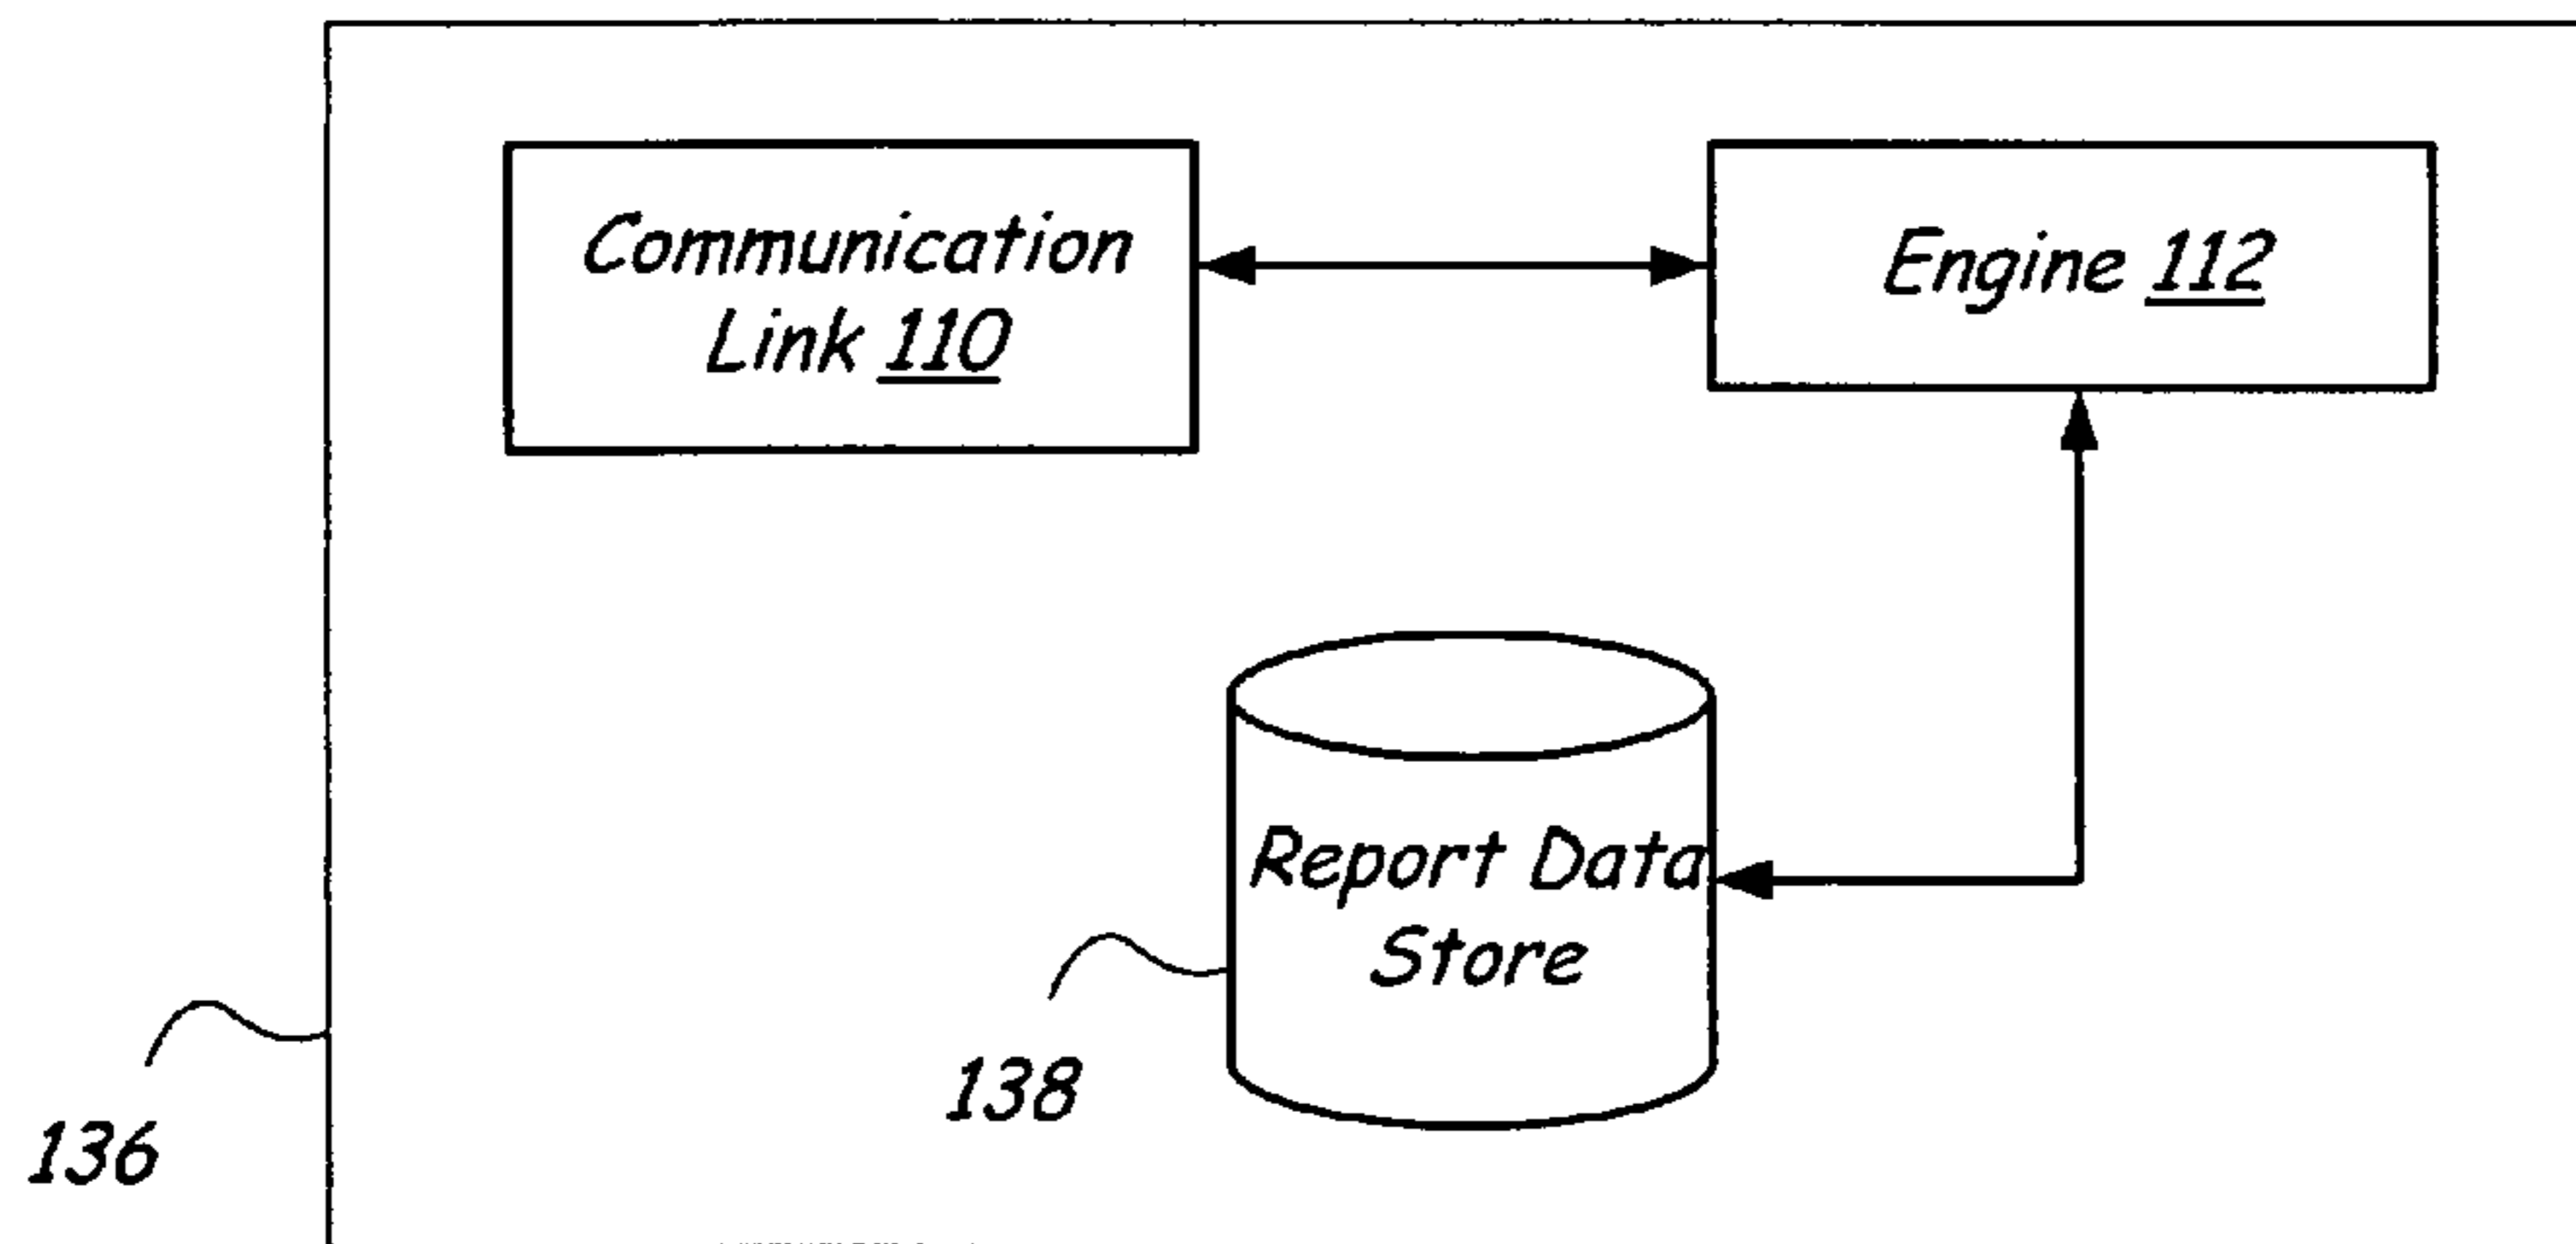 Communication
Link 110
Engine 112
Report Data
Store
138
136